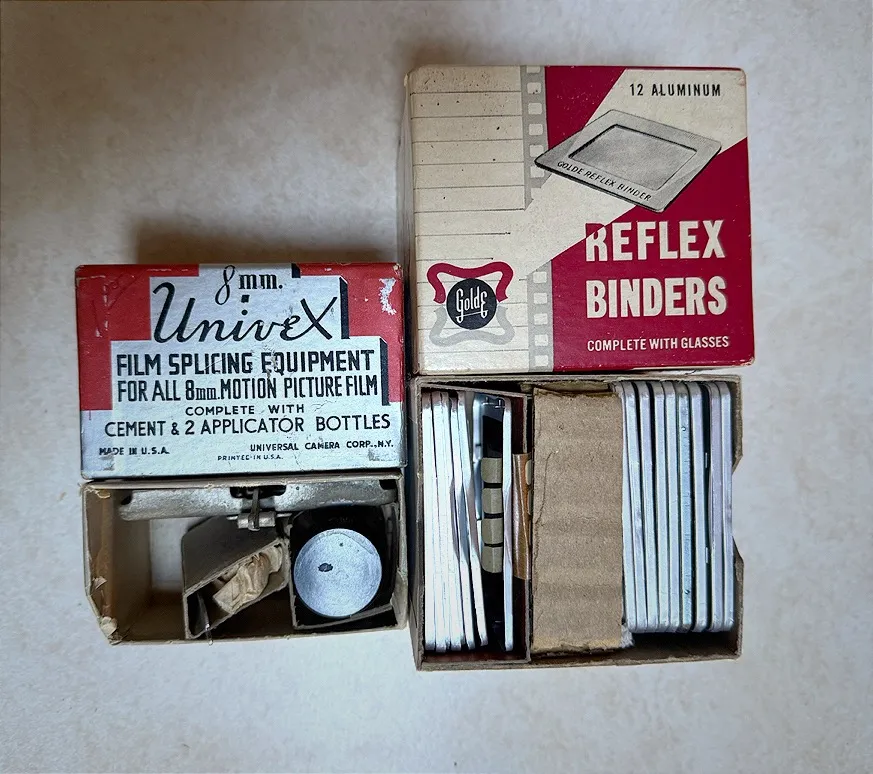 8mm.
UniveX
FILM SPLICING EQUIPMENT
FOR ALL 8mm. MOTION PICTURE FILM
COMPLETE WITH
CEMENT & 2 APPLICATOR BOTTLES
MADE IN U.S.A.
UNIVERSAL CAMERA CORP., N.Y.
PRINTED IN U.S.A.
12 ALUMINUM
GOLDE REFLEX BINDER
REFLEX
BINDERS
GoldE
COMPLETE WITH GLASSES